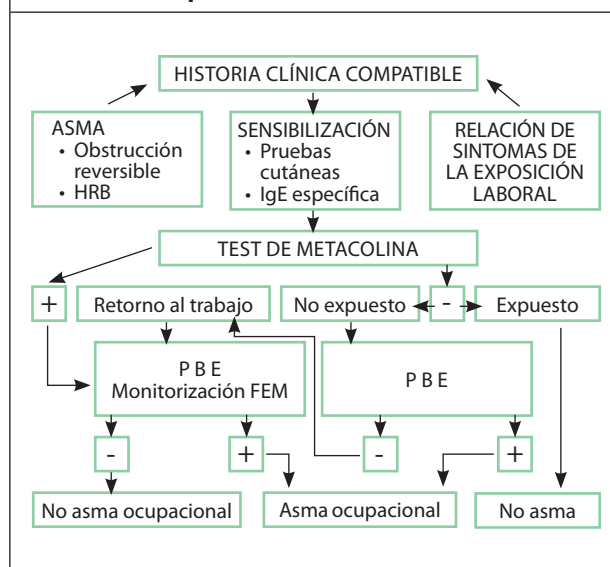 HISTORIA CLÍNICA COMPATIBLE
ASMA
• Obstrucción
reversible
• HRB
SENSIBILIZACIÓN
• Pruebas
cutáneas
• IgE específica
RELACIÓN DE
SINTOMAS DE
LA EXPOSICIÓN
LABORAL
TEST DE METACOLINA
+
Retorno al trabajo
No expuesto
-
Expuesto
P B E
Monitorización FEM
P B E
-
+
-
+
No asma ocupacional
Asma ocupacional
No asma